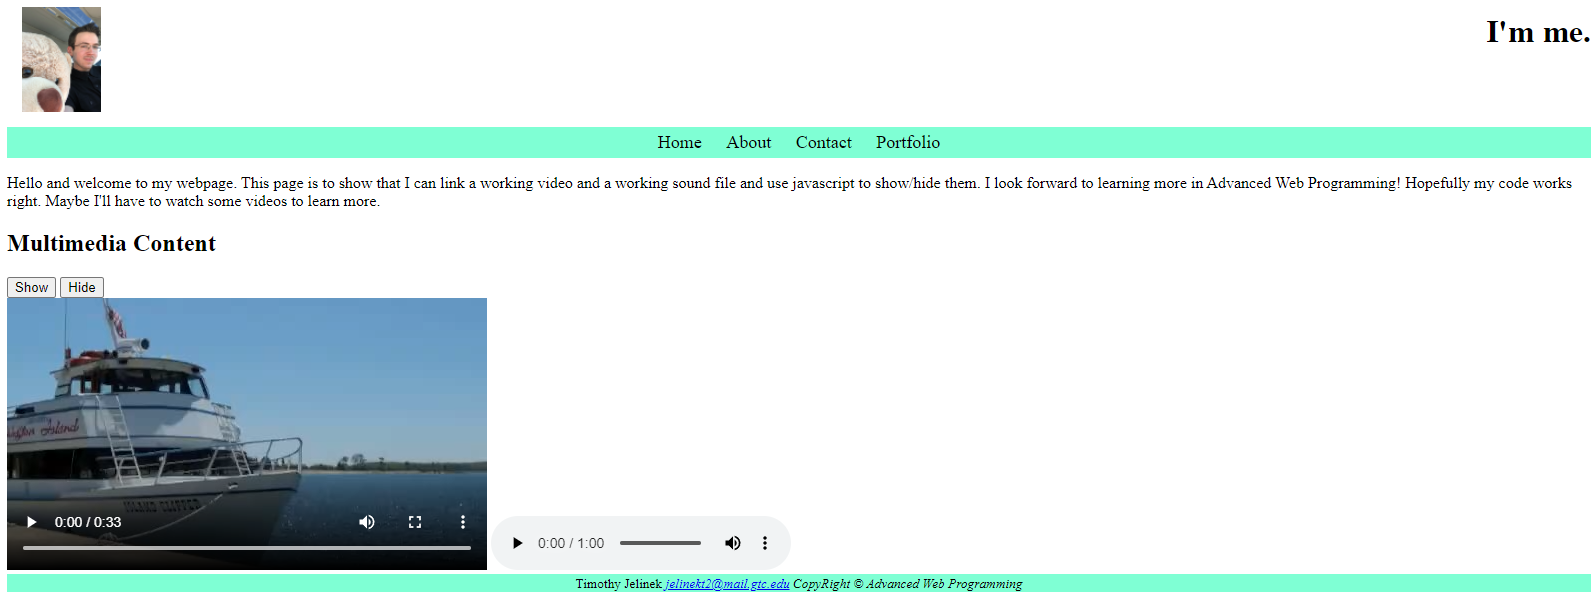 I'm me.
Home About Contact Portfolio
Hello and welcome to my webpage. This page is to show that I can link a working video and a working sound file and use javascript to show/hide them. I look forward to learning more in Advanced Web Programming! Hopefully my code works
right. Maybe I'll have to watch some videos to learn more.
Multimedia Content
Show Hide
Island
ISLAND CLIPPER
0:00 / 0:33
0:00 / 1:00
Timothy Jelinek jelinekt2@mail.gtc.edu CopyRight © Advanced Web Programming